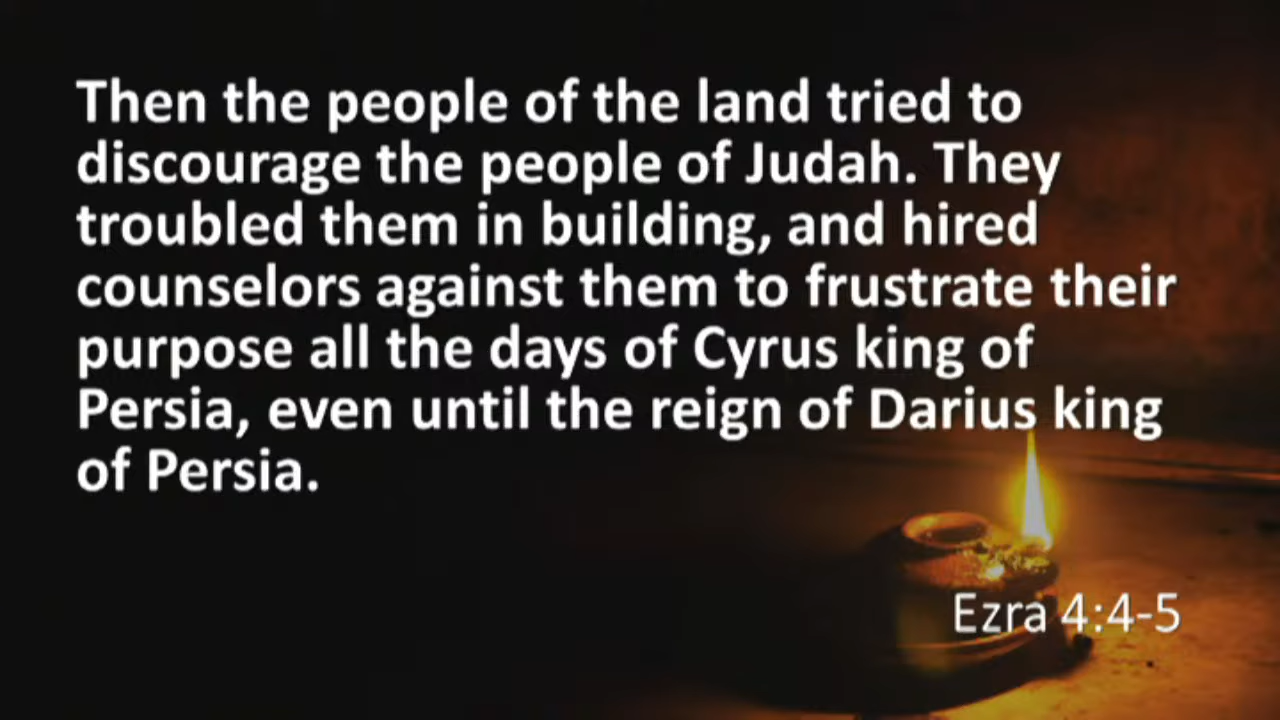 Then the people of the land tried to
discourage the people of Judah. They
troubled them in building, and hired
counselors against them to frustrate their
purpose all the days of Cyrus king of
Persia, even until the reign of Darius king
of Persia.
Ezra 4:4-5